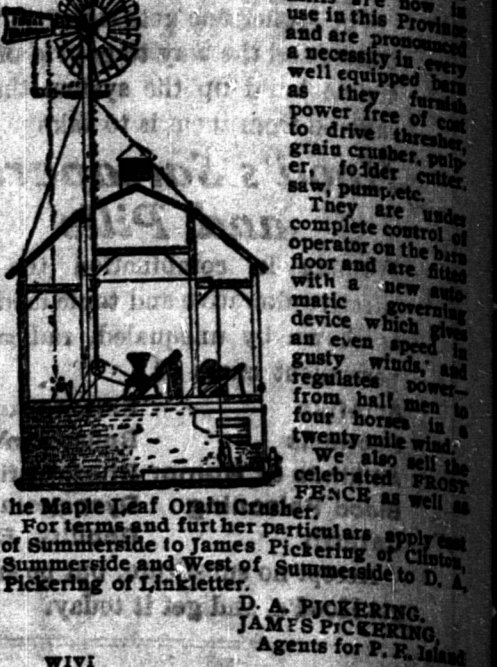 are now in
use in this Province
and are pronounced
a necessity in every
well equipped barn
as they furnish
power free of cost
to drive thresher,
grain crusher, pulp-
er, fodder cutter,
saw, pump, etc.
They are under
complete control of
operator on the barn
floor and are fitted
with a new auto-
matic governing
device which gives
an even speed in
gusty winds, and
regulates power—
from half men to
four horses in a
twenty mile wind.
We also sell the
celebrated FROST
FENCE as well as
he Maple Leaf Grain Crusher.
For terms and further particulars apply east
of Summerside to James Pickering of Clinton,
Summerside and West of Summerside to D. A.
Pickering of Linkletter.
D. A. PICKERING.
JAMES PICKERING,
Agents for P. E. Island